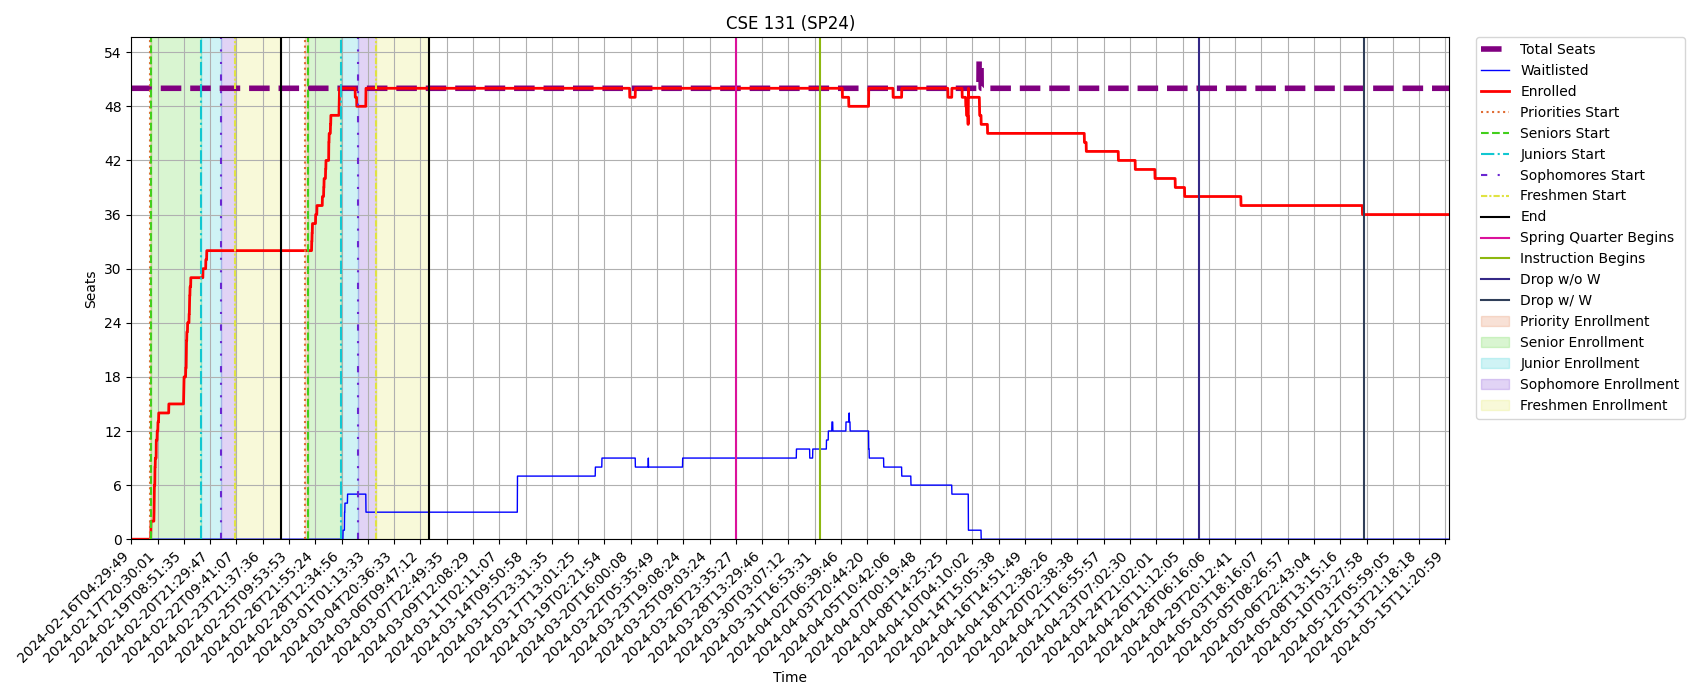 CSE 131 (SP24)
54
48
42
36
30
24
18
12
6
0
Seats
2024-02-16T04:29:49
2024-02-17T20:30:01
2024-02-19T08:51:35
2024-02-20T21:29:47
2024-02-22T09:41:07
2024-02-23T21:37:36
2024-02-25T09:53:53
2024-02-26T21:55:24
2024-02-28T12:34:56
2024-03-01T01:13:33
2024-03-04T20:36:33
2024-03-06T09:47:12
2024-03-07T22:49:35
2024-03-09T12:08:29
2024-03-11T02:11:07
2024-03-14T09:50:58
2024-03-15T23:31:35
2024-03-17T13:01:25
2024-03-19T02:21:54
2024-03-20T16:00:08
2024-03-22T05:35:49
2024-03-23T19:08:24
2024-03-25T09:03:24
2024-03-26T23:35:27
2024-03-28T13:29:46
2024-03-30T03:07:12
2024-03-31T16:53:31
2024-04-02T06:39:46
2024-04-03T20:44:20
2024-04-05T10:42:06
2024-04-07T00:19:48
2024-04-08T14:25:23
2024-04-10T04:10:02
2024-04-14T15:05:38
2024-04-16T14:51:49
2024-04-18T12:38:26
2024-04-20T02:38:38
2024-04-21T16:55:57
2024-04-23T07:02:30
2024-04-24T21:02:01
2024-04-26T11:12:05
2024-04-28T06:16:06
2024-04-29T20:12:41
2024-05-03T18:16:07
2024-05-05T08:26:57
2024-05-06T22:43:04
2024-05-08T13:15:16
2024-05-10T03:27:58
2024-05-12T05:59:05
2024-05-13T21:18:18
2024-05-15T11:20:59
Time
Total Seats
Waitlisted
Enrolled
Priorities Start
Seniors Start
Juniors Start
Sophomores Start
Freshmen Start
End
Spring Quarter Begins
Instruction Begins
Drop w/o W
Drop w/ W
Priority Enrollment
Senior Enrollment
Junior Enrollment
Sophomore Enrollment
Freshmen Enrollment